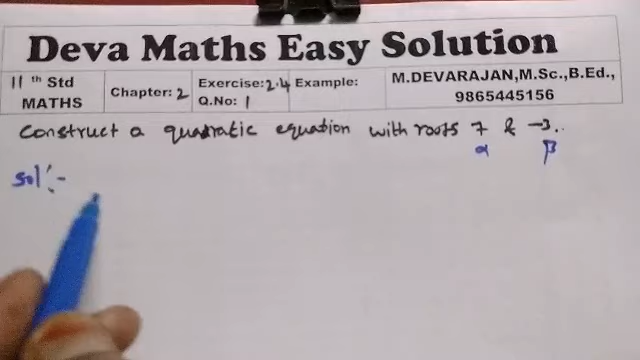 Deva Maths Easy Solution
11 th Std MATHS Chapter: 2 Exercise: 2.4 Q.No: 1 Example: M.DEVARAJAN,M.Sc.,B.Ed., 9865445156
Construct a quadratic equation with roots 7 & -3.
α β
Sol:-